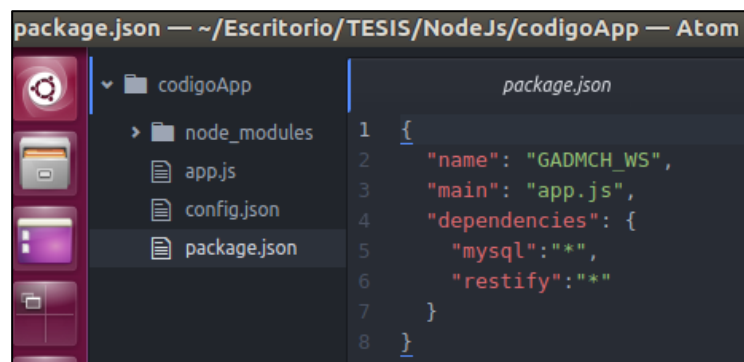 package.json — ~/Escritorio/TESIS/NodeJs/codigoApp — Atom
codigoApp
node_modules
app.js
config.json
package.json
package.json
1 {
2 "name": "GADMCH_WS",
3 "main": "app.js",
4 "dependencies": {
5 "mysql":"*",
6 "restify":"*"
7 }
8 }